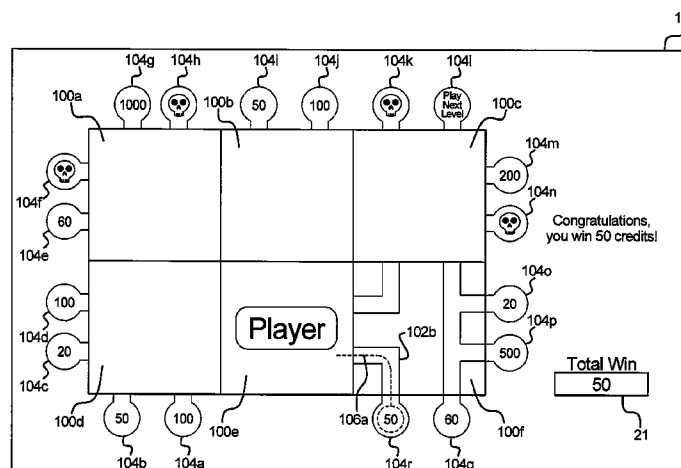 1
104g
104h
104i
104j
104k
104l
100a
100b
100c
1000
50
100
Play
Next
Level
104m
200
104f
104n
60
104e
Congratulations,
you win 50 credits!
104o
100
20
104d
Player
102b
104p
20
500
104c
Total Win
50
100d
100e
106a
100f
21
50
100
50
60
104b
104a
104r
104q